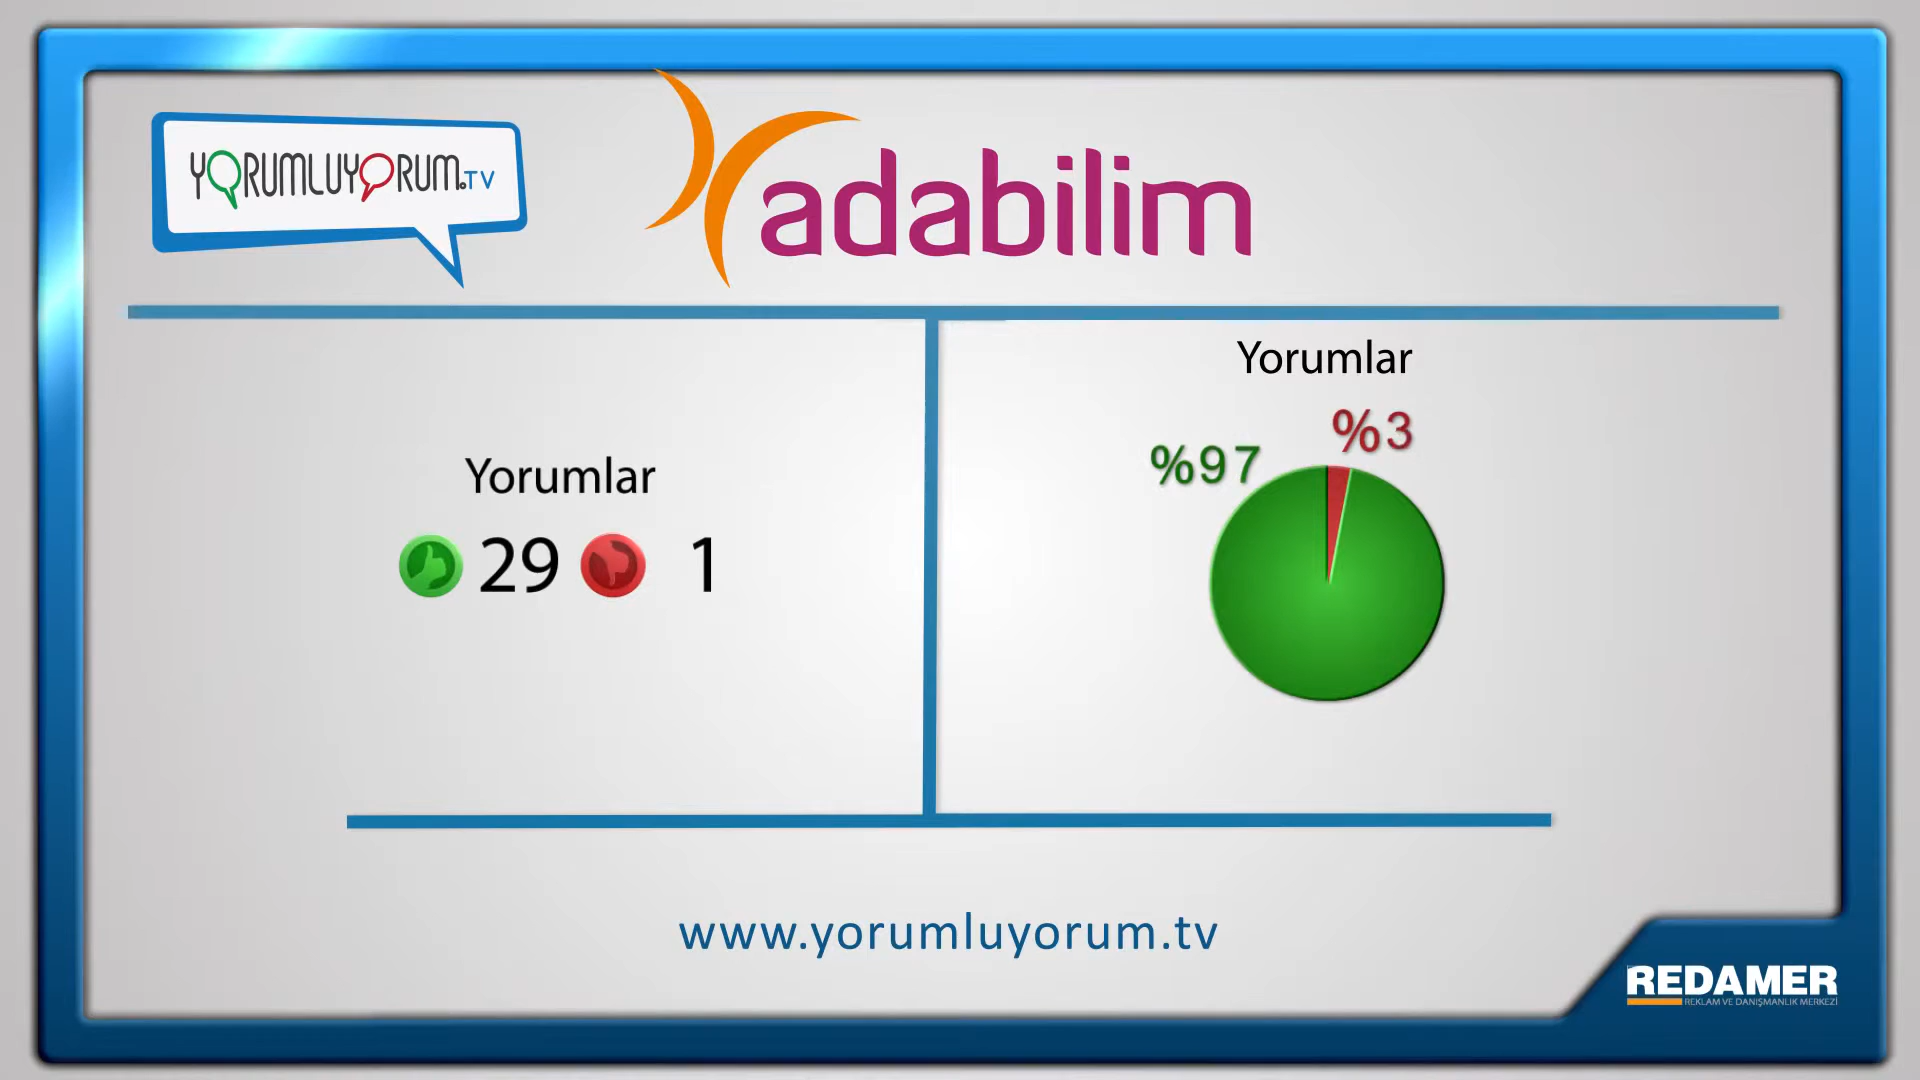 YORUMLUYORUM.TV
adabilim
Yorumlar
29 1
Yorumlar
%97 %3
www.yorumluyorum.tv
REDAMER
REKLAM VE DANIŞMANLIK MERKEZİ